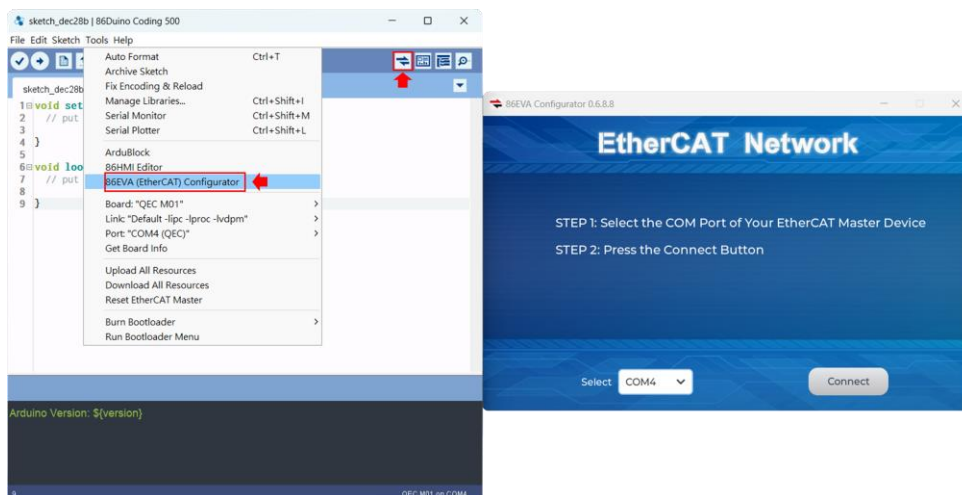 sketch_dec28b | 86Duino Coding 500
File Edit Sketch Tools Help
sketch_dec28b
1 void set
2 // put
3
4 }
5
6 void loo
7 // put
8
9 }
Auto Format Ctrl+T
Archive Sketch
Fix Encoding & Reload
Manage Libraries... Ctrl+Shift+I
Serial Monitor Ctrl+Shift+M
Serial Plotter Ctrl+Shift+L
ArduBlock
86HMI Editor
86EVA (EtherCAT) Configurator
Board: "QEC M01"
Link: "Default -lipc -lproc -lvdpm"
Port: "COM4 (QEC)"
Get Board Info
Upload All Resources
Download All Resources
Reset EtherCAT Master
Burn Bootloader
Run Bootloader Menu
Arduino Version: ${version}
9 QEC M01 on COM4
86EVA Configurator 0.6.8.8
EtherCAT Network
STEP 1: Select the COM Port of Your EtherCAT Master Device
STEP 2: Press the Connect Button
Select COM4 Connect